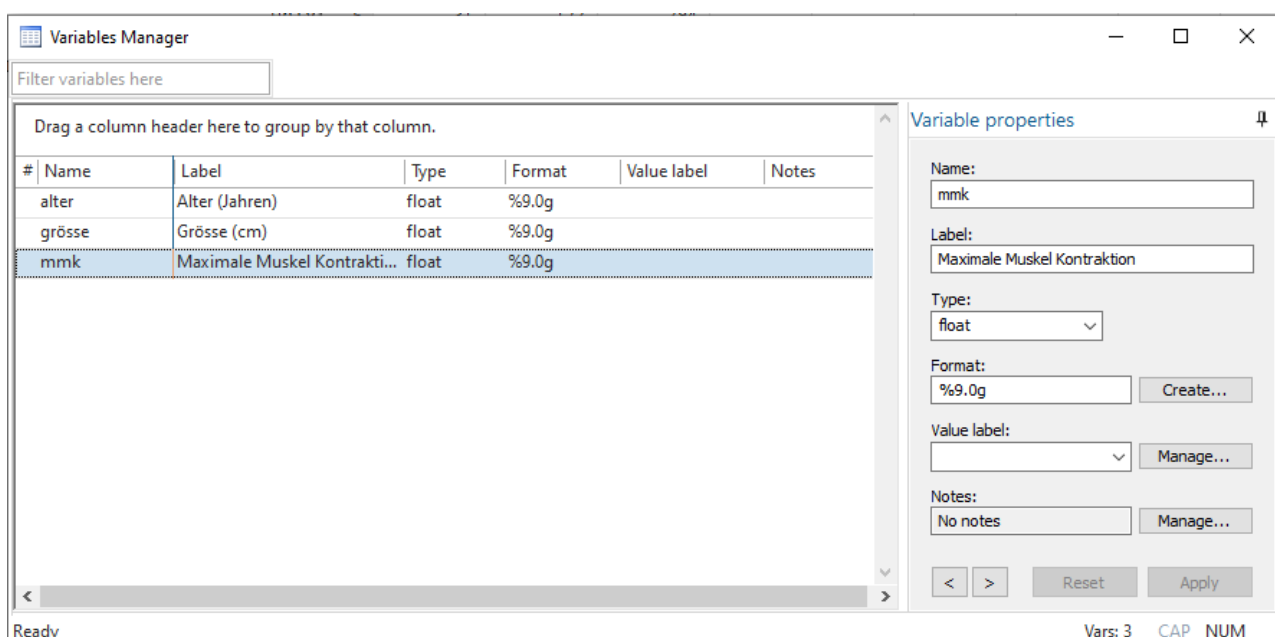 Variables Manager
Filter variables here
Drag a column header here to group by that column.
# Name Label Type Format Value label Notes
alter Alter (Jahren) float %9.0g
grösse Grösse (cm) float %9.0g
mmk Maximale Muskel Kontrakti... float %9.0g
Variable properties
Name:
mmk
Label:
Maximale Muskel Kontraktion
Type:
float
Format:
%9.0g Create...
Value label:
Manage...
Notes:
No notes Manage...
< > Reset Apply
Ready Vars: 3 CAP NUM